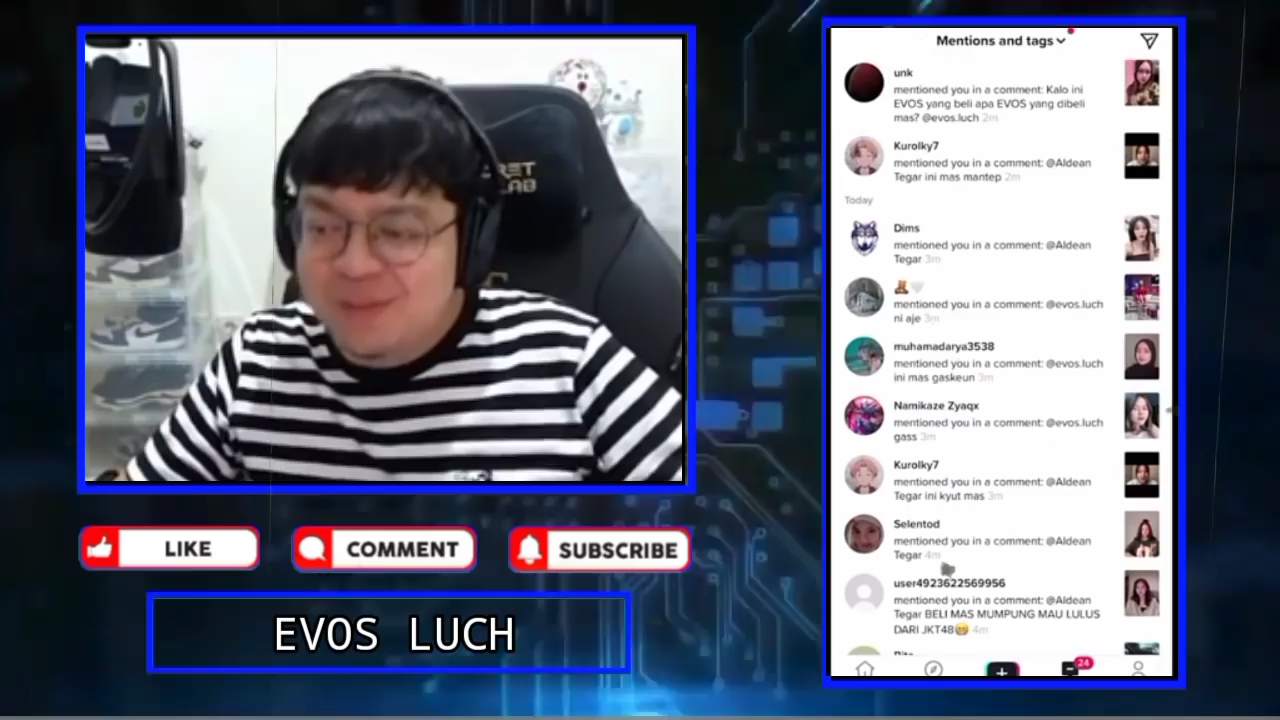 RET
LAB
LIKE
COMMENT
SUBSCRIBE
EVOS LUCH
Mentions and tags
unk
mentioned you in a comment: Kalo ini
EVOS yang beli apa EVOS yang dibeli
mas? @evos.luch 2m
Kurolky7
mentioned you in a comment: @Aldean
Tegar ini mas mantep 2m
Today
Dims
mentioned you in a comment: @Aldean
Tegar 3m
mentioned you in a comment: @evos.luch
ni aje 3m
muhamadarya3538
mentioned you in a comment: @evos.luch
ini mas gaskeun 3m
Namikaze Zyaqx
mentioned you in a comment: @evos.luch
gass 3m
Kurolky7
mentioned you in a comment: @Aldean
Tegar ini kyut mas 3m
Selentod
mentioned you in a comment: @Aldean
Tegar 4m
user4923622569956
mentioned you in a comment: @Aldean
Tegar BELI MAS MUMPUNG MAU LULUS
DARI JKT48😁 4m
24